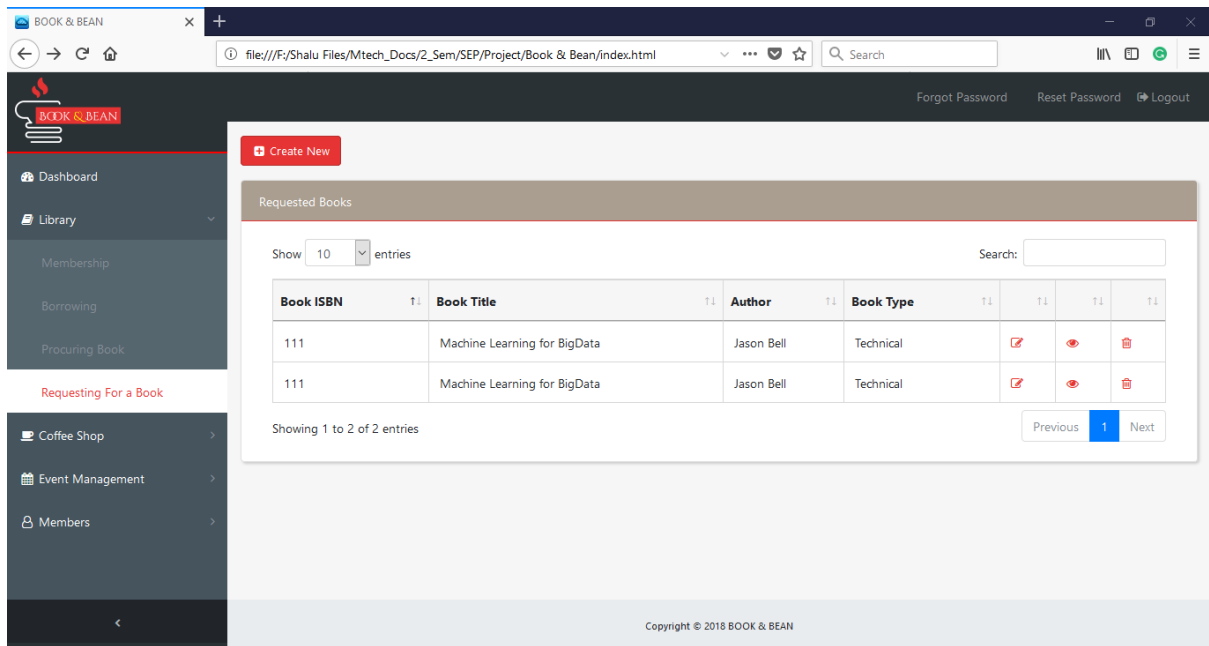 BOOK & BEAN
file:///F:/Shalu Files/Mtech_Docs/2_Sem/SEP/Project/Book & Bean/index.html
Search
BOOK & BEAN
Forgot Password Reset Password Logout
Create New
Dashboard
Library
Membership
Borrowing
Procuring Book
Requesting For a Book
Coffee Shop
Event Management
Members
Requested Books
Show 10 entries Search:
Book ISBN Book Title Author Book Type
111 Machine Learning for BigData Jason Bell Technical
111 Machine Learning for BigData Jason Bell Technical
Showing 1 to 2 of 2 entries Previous 1 Next
Copyright © 2018 BOOK & BEAN